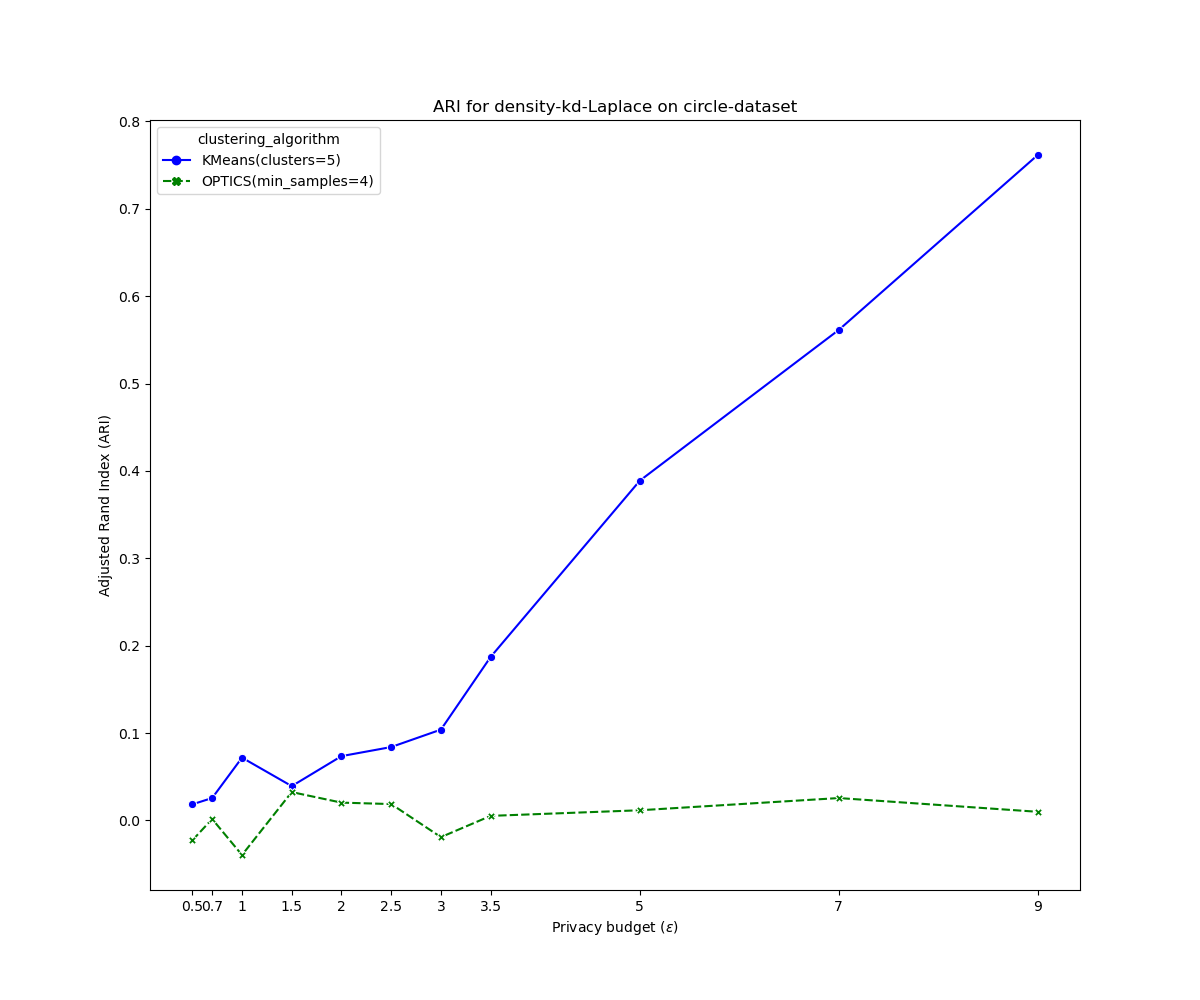 ARI for density-kd-Laplace on circle-dataset
clustering_algorithm
KMeans(clusters=5)
OPTICS(min_samples=4)
Adjusted Rand Index (ARI)
0.8
0.7
0.6
0.5
0.4
0.3
0.2
0.1
0.0
0.5 0.7 1 1.5 2 2.5 3 3.5 5 7 9
Privacy budget (ε)